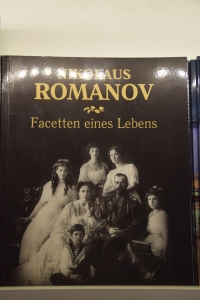 NIKOLAUS
ROMANOV
Facetten eines Lebens